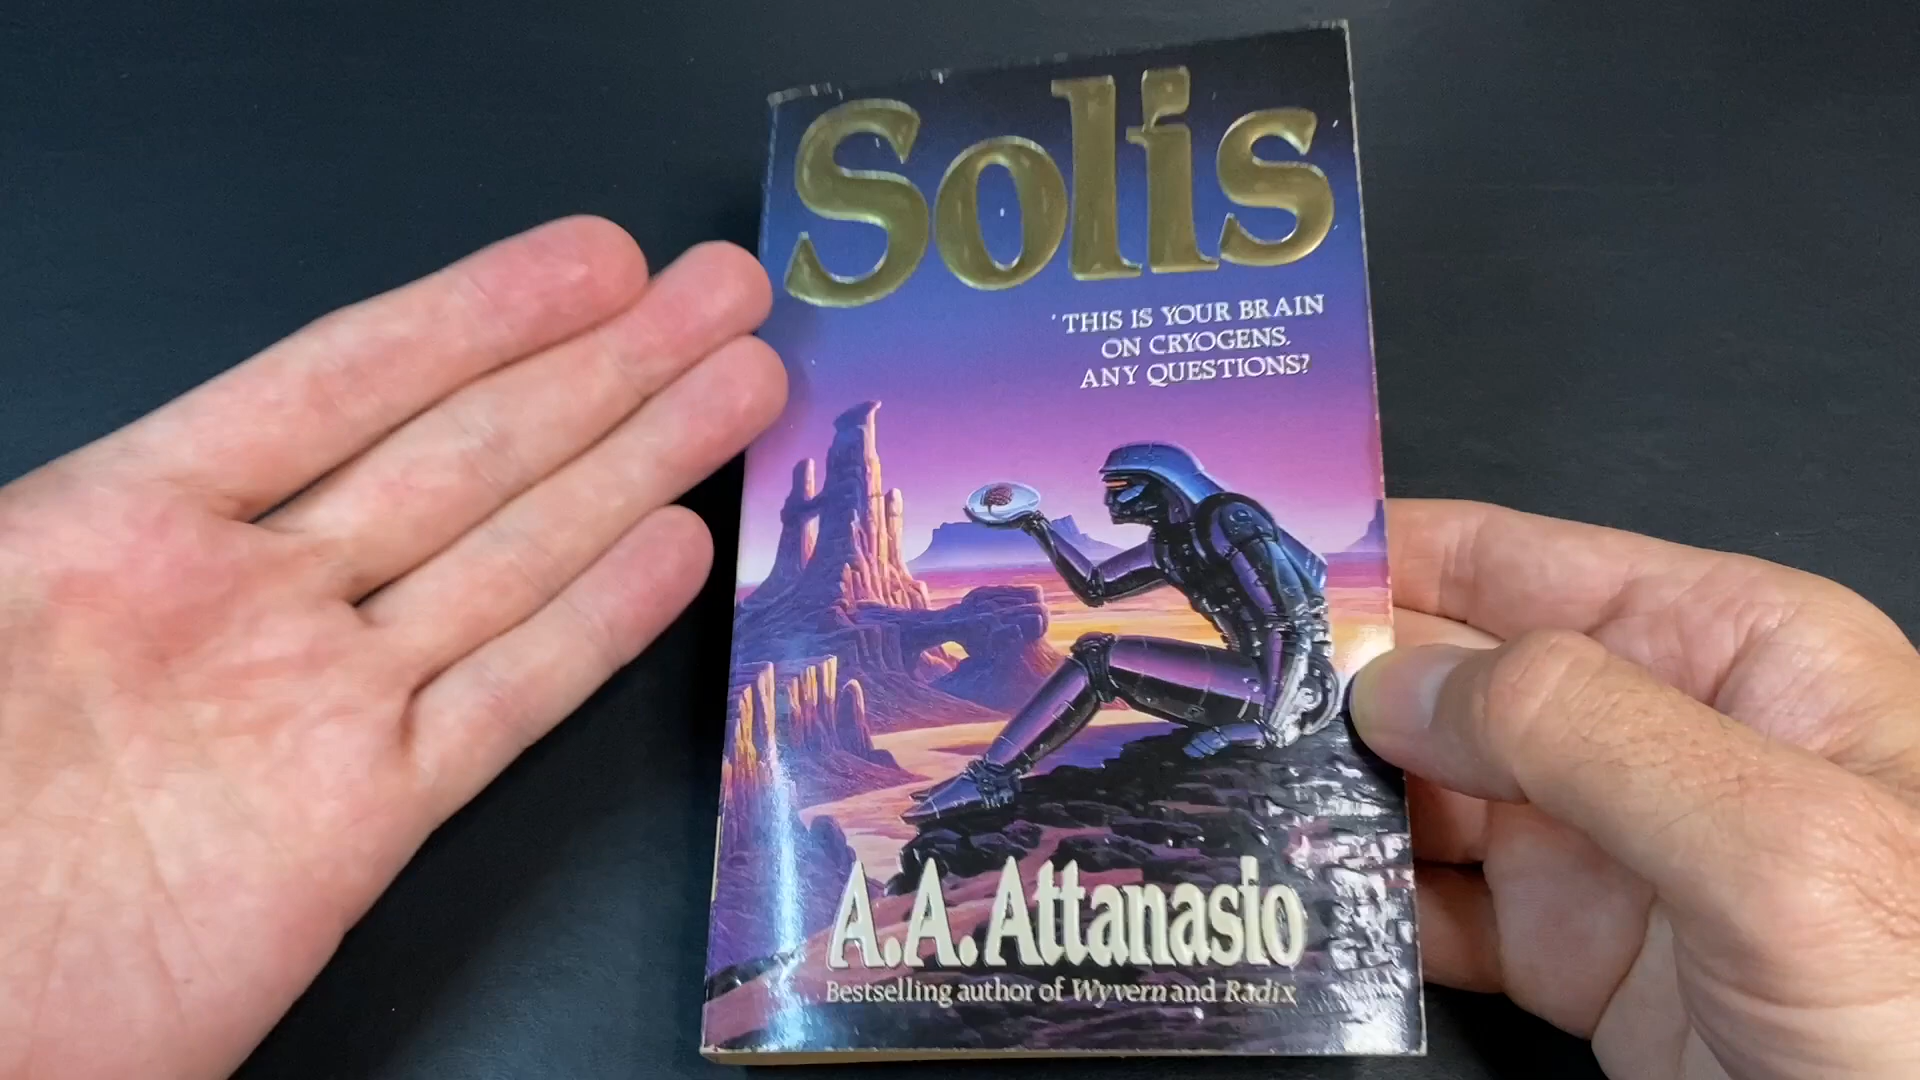 Solis
THIS IS YOUR BRAIN
ON CRYOGENS.
ANY QUESTIONS?
A.A. Attanasio
Bestselling author of Wyvern and Radix